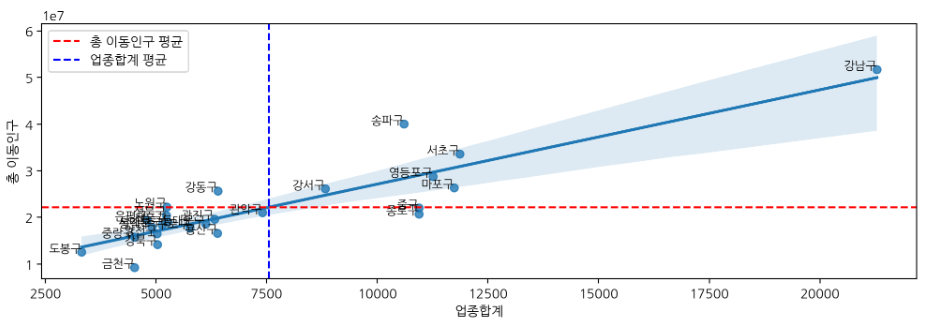 1e7
총 이동인구 평균
업종합계 평균
6
5
4
3
2
1
총 이동인구
강남구
송파구
서초구
영등포구
마포구
강서구
강동구
노원구
중구
종로구
관악구
광진구
용산구
중랑구
강북구
도봉구
금천구
2500
5000
7500
10000
12500
15000
17500
20000
업종합계